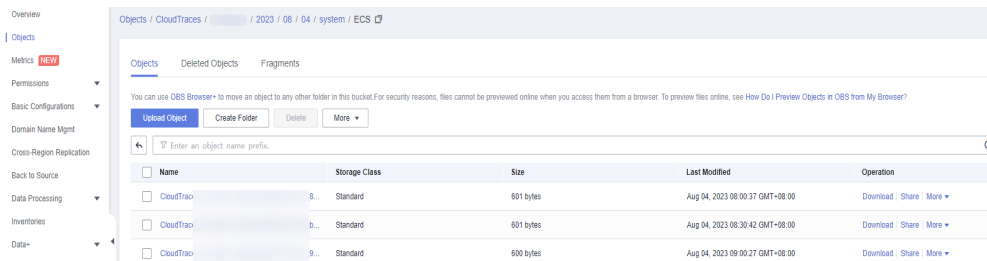 Overview
Objects
Metrics NEW
Permissions
Basic Configurations
Domain Name Mgmt
Cross-Region Replication
Back to Source
Data Processing
Inventories
Data+
Objects / CloudTraces / / 2023 / 08 / 04 / system / ECS
Objects Deleted Objects Fragments
You can use OBS Browser+ to move an object to any other folder in this bucket.For security reasons, files cannot be previewed online when you access them from a browser. To preview files online, see How Do I Preview Objects in OBS from My Browser?
Upload Object Create Folder Delete More
Enter an object name prefix.
Name Storage Class Size Last Modified Operation
CloudTrac 8... Standard 601 bytes Aug 04, 2023 08:00:37 GMT+08:00 Download Share More
CloudTrac b... Standard 601 bytes Aug 04, 2023 08:30:42 GMT+08:00 Download Share More
CloudTrac 9... Standard 600 bytes Aug 04, 2023 09:00:27 GMT+08:00 Download Share More